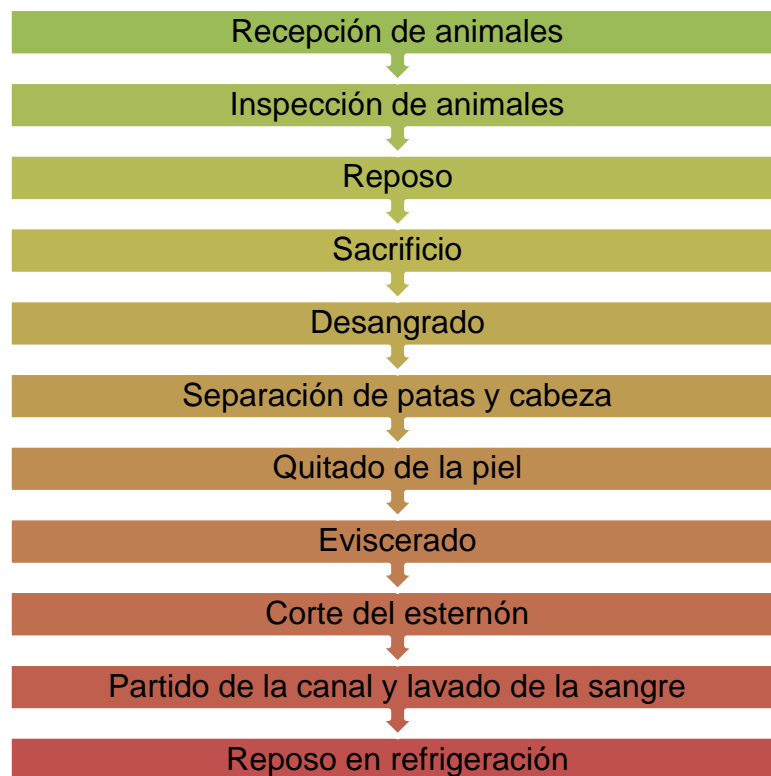 Recepción de animales
Inspección de animales
Reposo
Sacrificio
Desangrado
Separación de patas y cabeza
Quitado de la piel
Eviscerado
Corte del esternón
Partido de la canal y lavado de la sangre
Reposo en refrigeración